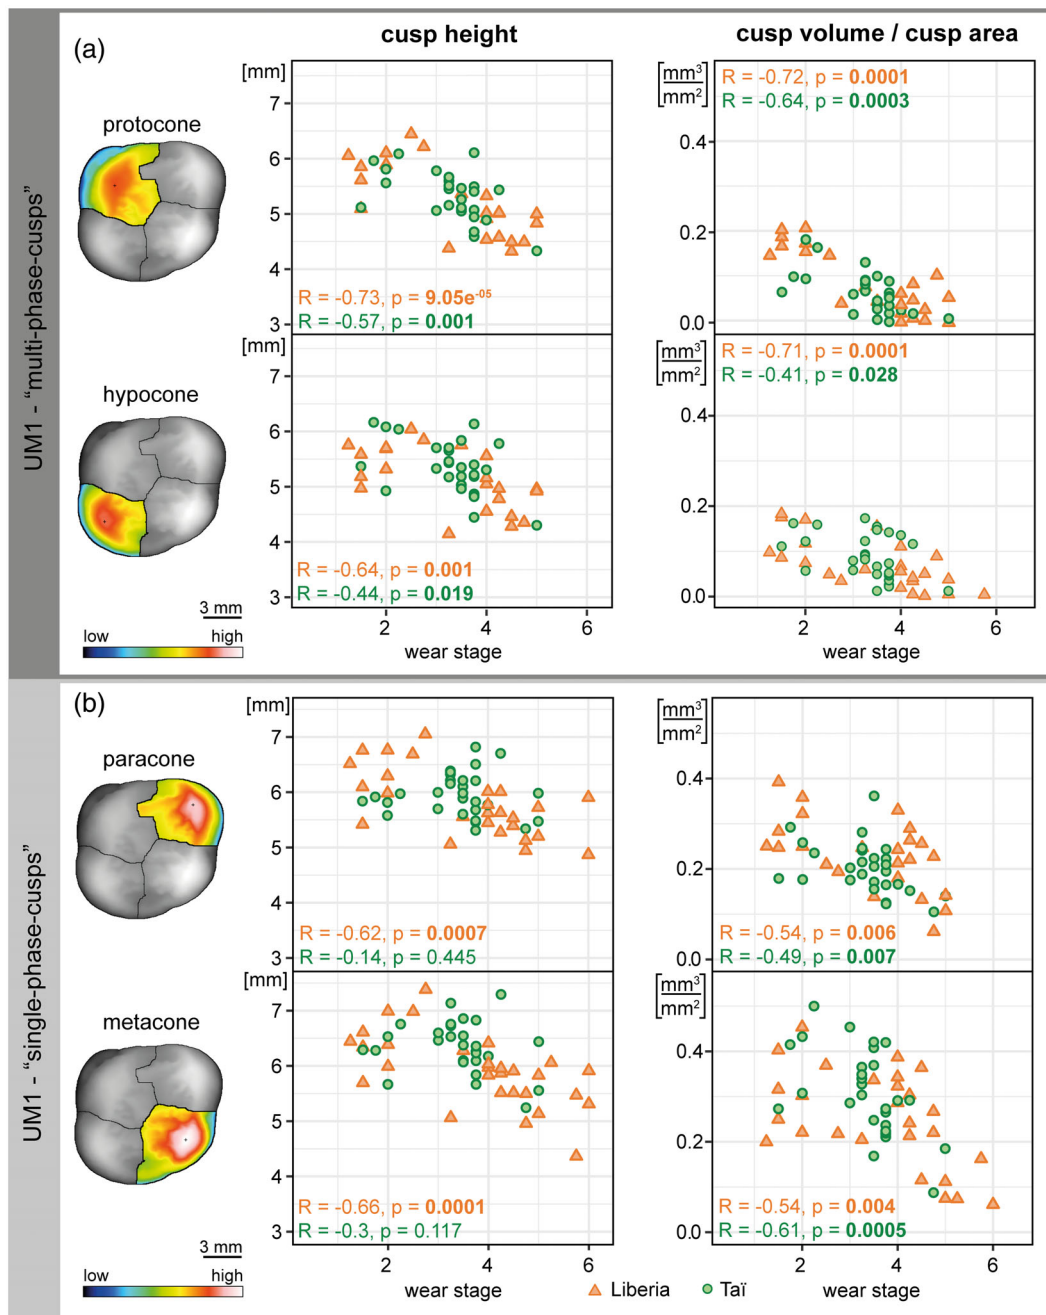 cusp height
cusp volume / cusp area
(a)
UM1 - “multi-phase-cusps”
protocone
[mm]
7
6
5
4
3
R = -0.73, p = 9.05e-05
R = -0.57, p = 0.001
[mm³/mm²]
R = -0.72, p = 0.0001
R = -0.64, p = 0.0003
0.4
0.2
0.0
hypocone
[mm]
7
6
5
4
3
R = -0.64, p = 0.001
R = -0.44, p = 0.019
2 4 6
wear stage
[mm³/mm²]
R = -0.71, p = 0.0001
R = -0.41, p = 0.028
0.4
0.2
0.0
2 4 6
wear stage
3 mm
low high
(b)
UM1 - “single-phase-cusps”
paracone
[mm]
7
6
5
4
3
R = -0.62, p = 0.0007
R = -0.14, p = 0.445
[mm³/mm²]
0.4
0.2
0.0
R = -0.54, p = 0.006
R = -0.49, p = 0.007
metacone
[mm]
7
6
5
4
3
R = -0.66, p = 0.0001
R = -0.3, p = 0.117
2 4 6
wear stage
[mm³/mm²]
0.4
0.2
0.0
R = -0.54, p = 0.004
R = -0.61, p = 0.0005
2 4 6
wear stage
3 mm
low high
Liberia Taï